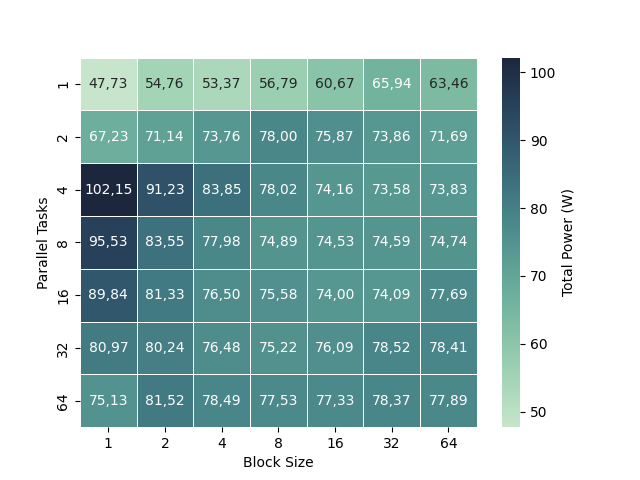 1 47,73 54,76 53,37 56,79 60,67 65,94 63,46
2 67,23 71,14 73,76 78,00 75,87 73,86 71,69
4 102,15 91,23 83,85 78,02 74,16 73,58 73,83
8 95,53 83,55 77,98 74,89 74,53 74,59 74,74
16 89,84 81,33 76,50 75,58 74,00 74,09 77,69
32 80,97 80,24 76,48 75,22 76,09 78,52 78,41
64 75,13 81,52 78,49 77,53 77,33 78,37 77,89
1 2 4 8 16 32 64
Block Size
Parallel Tasks
100
90
80
70
60
50
Total Power (W)